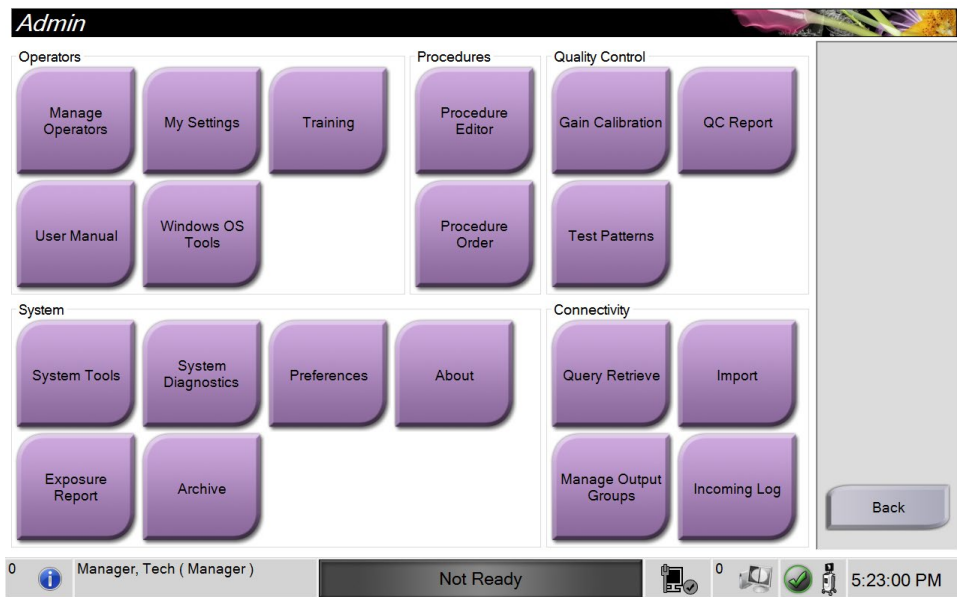 Admin
Operators
Procedures
Quality Control
Manage
Operators
My Settings
Training
Procedure
Editor
Gain Calibration
QC Report
User Manual
Windows OS
Tools
Procedure
Order
Test Patterns
System
Connectivity
System Tools
System
Diagnostics
Preferences
About
Query Retrieve
Import
Exposure
Report
Archive
Manage Output
Groups
Incoming Log
Back
0
Manager, Tech ( Manager )
Not Ready
0
5:23:00 PM